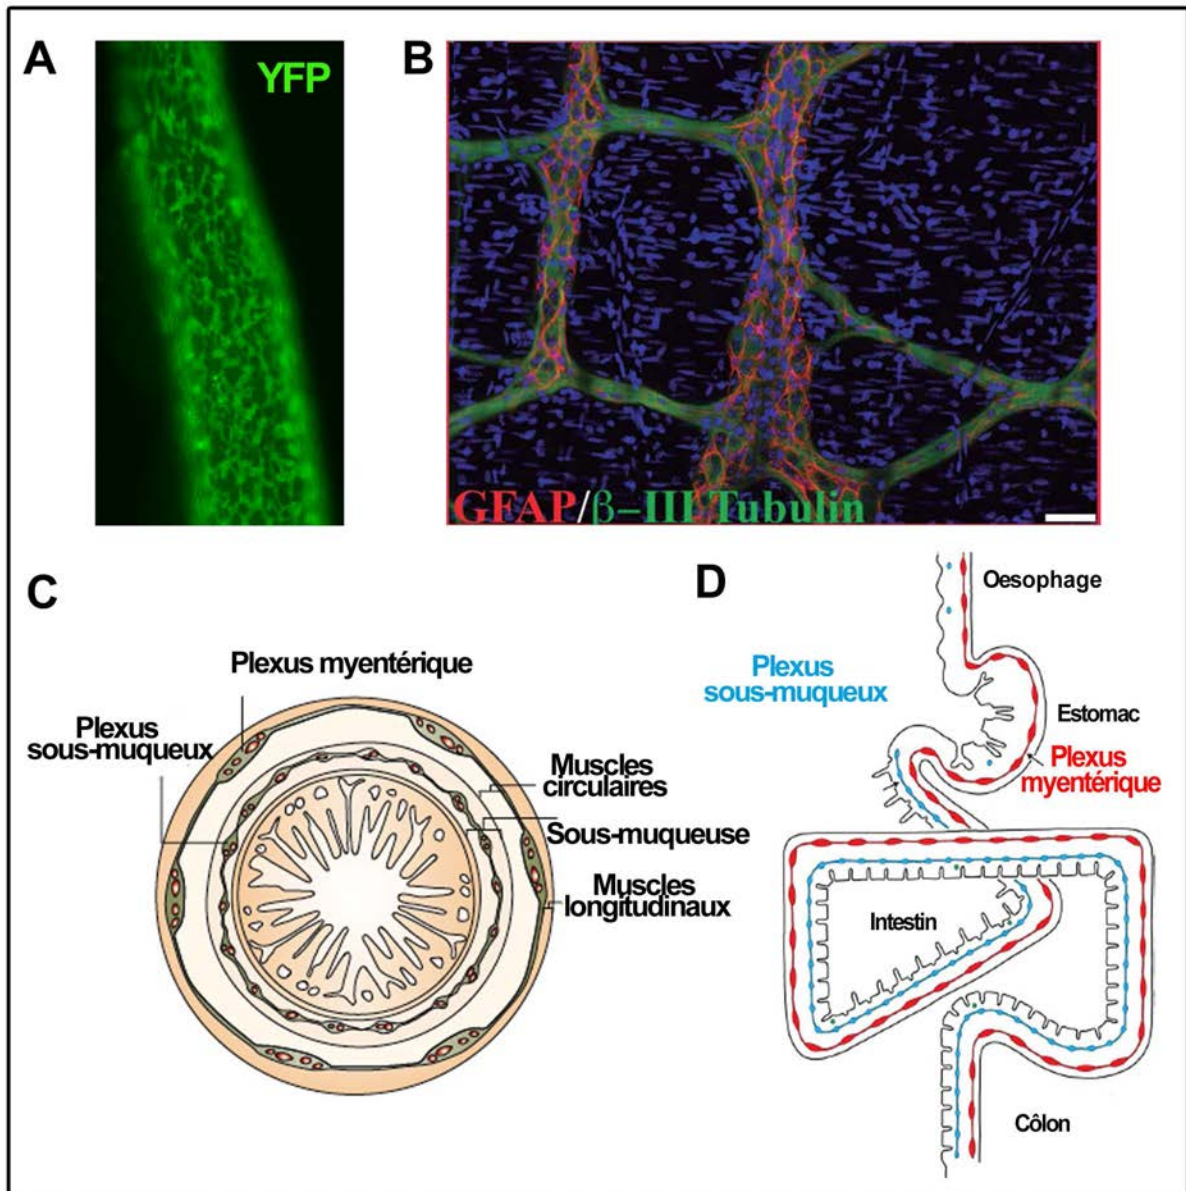 A
YFP
B
GFAP/β-III Tubulin
C
Plexus myentérique
Plexus
sous-muqueux
Muscles
circulaires
Sous-muqueuse
Muscles
longitudinaux
D
Oesophage
Plexus
sous-muqueux
Estomac
Plexus
myentérique
Intestin
Côlon